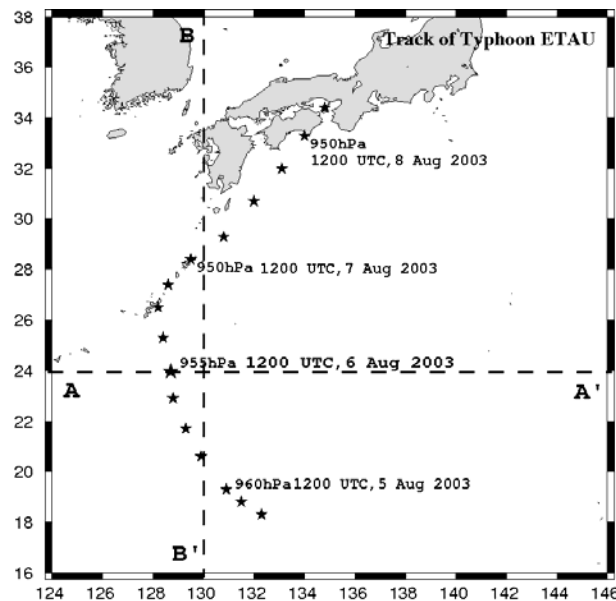 38
36
34
32
30
28
26
24
22
20
18
16
B
Track of Typhoon ETAU
950hPa
1200 UTC, 8 Aug 2003
950hPa 1200 UTC, 7 Aug 2003
955hPa 1200 UTC, 6 Aug 2003
A
A'
960hPa1200 UTC, 5 Aug 2003
B'
124 126 128 130 132 134 136 138 140 142 144 146